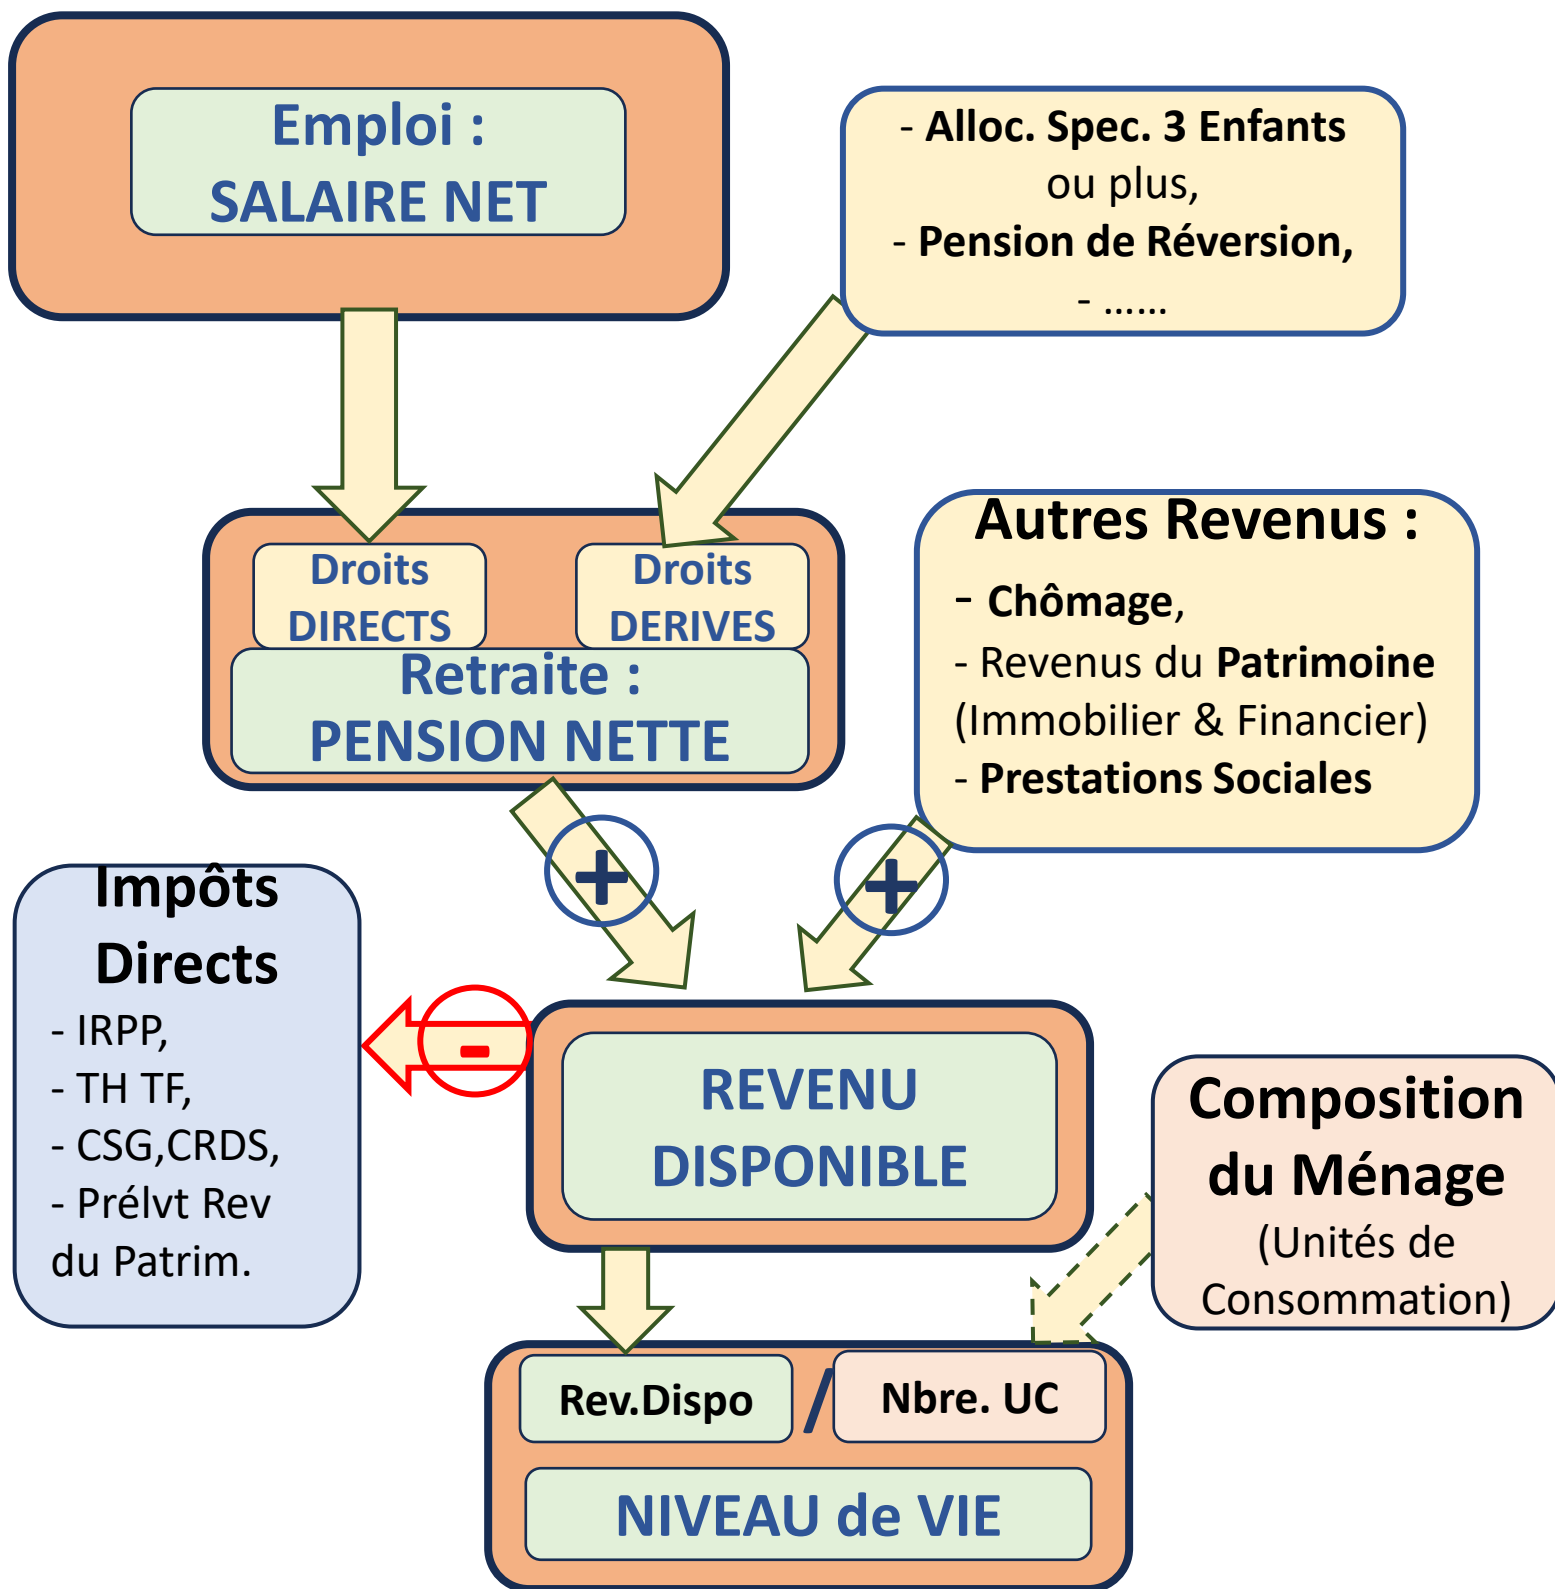 Emploi :
SALAIRE NET
- Alloc. Spec. 3 Enfants
ou plus,
- Pension de Réversion,
- ......
Droits
DIRECTS
Droits
DERIVES
Retraite :
PENSION NETTE
Autres Revenus :
- Chômage,
- Revenus du Patrimoine
(Immobilier & Financier)
- Prestations Sociales
+
+
Impôts
Directs
- IRPP,
- TH TF,
- CSG,CRDS,
- Prélvt Rev
du Patrim.
-
REVENU
DISPONIBLE
Composition
du Ménage
(Unités de
Consommation)
Rev.Dispo / Nbre. UC
NIVEAU de VIE